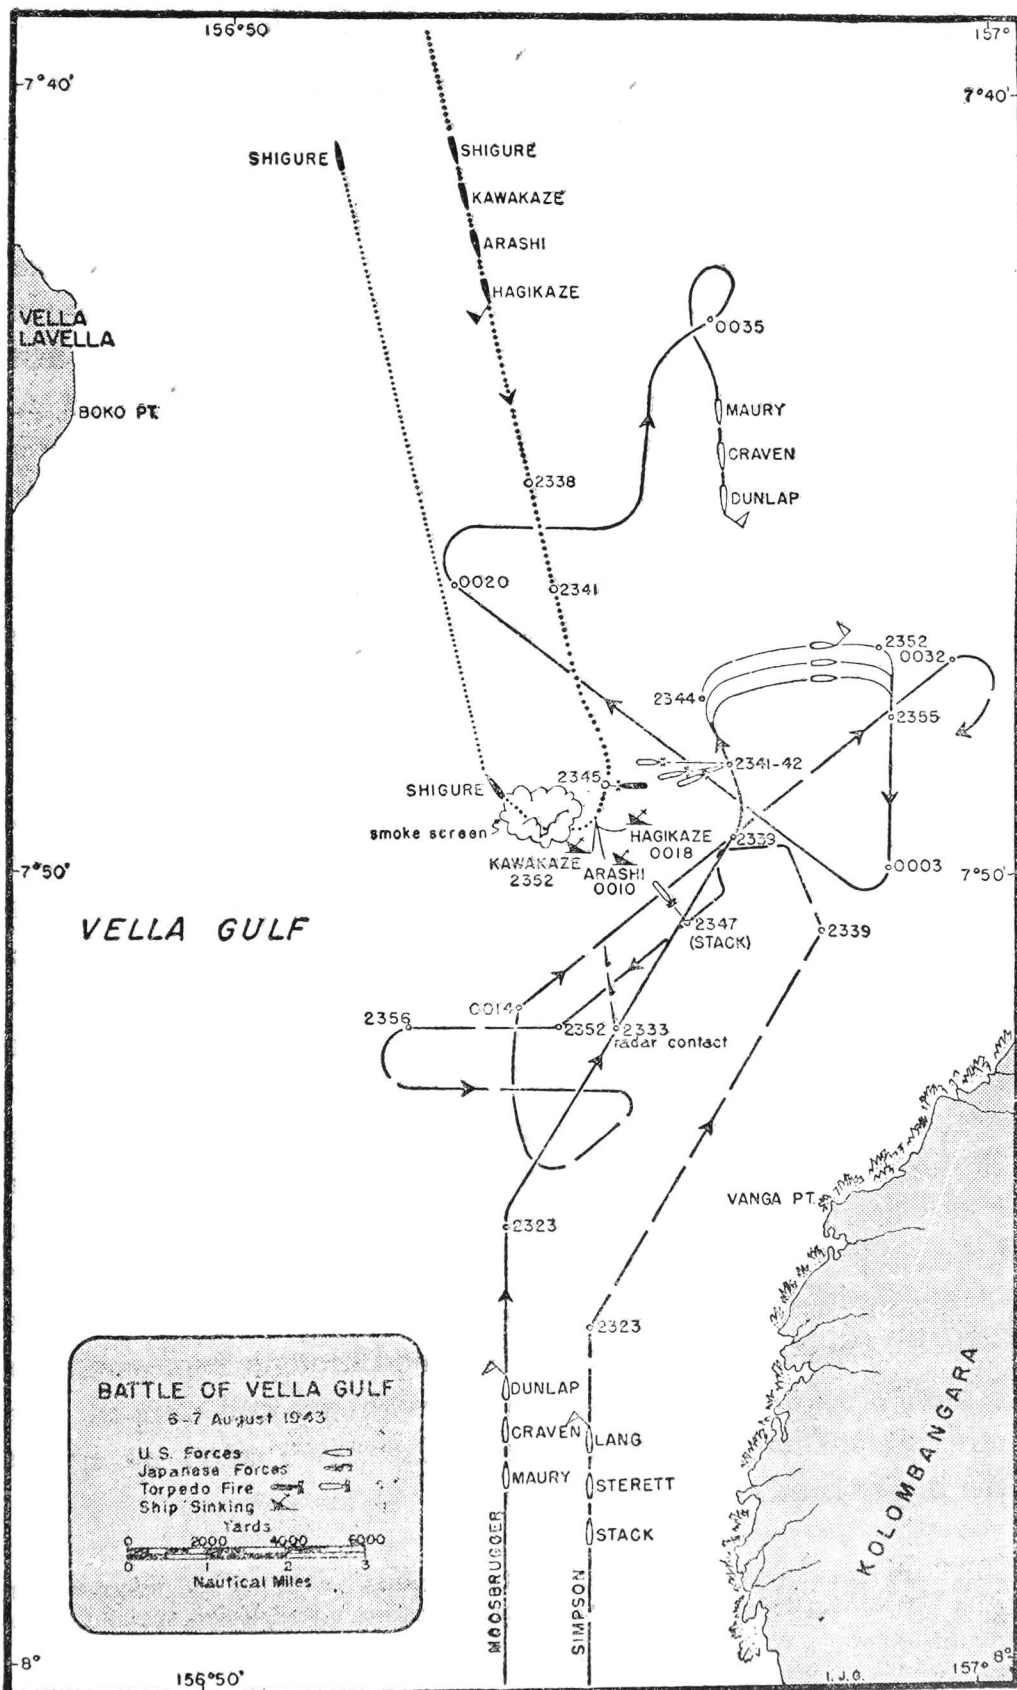 156°50'
157°
7°40'
7°40'
SHIGURE
SHIGURE
KAWAKAZE
ARASHI
HAGIKAZE
VELLA
LAVELLA
BOKO PT.
0035
MAURY
CRAVEN
DUNLAP
2338
0020
2341
2352
0032
2344
2355
2341-42
2345
SHIGURE
smoke screen
HAGIKAZE
0018
2339
KAWAKAZE
2352
ARASHI
0010
7°50'
7°50'
0003
VELLA GULF
2347
(STACK)
2339
0014
2356
2352
2333
radar contact
VANGA PT.
2323
2323
DUNLAP
CRAVEN
MAURY
LANG
STERETT
STACK
MOOSBRUGGER
SIMPSON
KOLOMBANGARA
BATTLE OF VELLA GULF
6-7 August 1943
U.S. Forces
Japanese Forces
Torpedo Fire
Ship Sinking
Yards
0 2000 4000 6000
0 1 2 3
Nautical Miles
8°
8°
156°50'
157°
I.J.G.